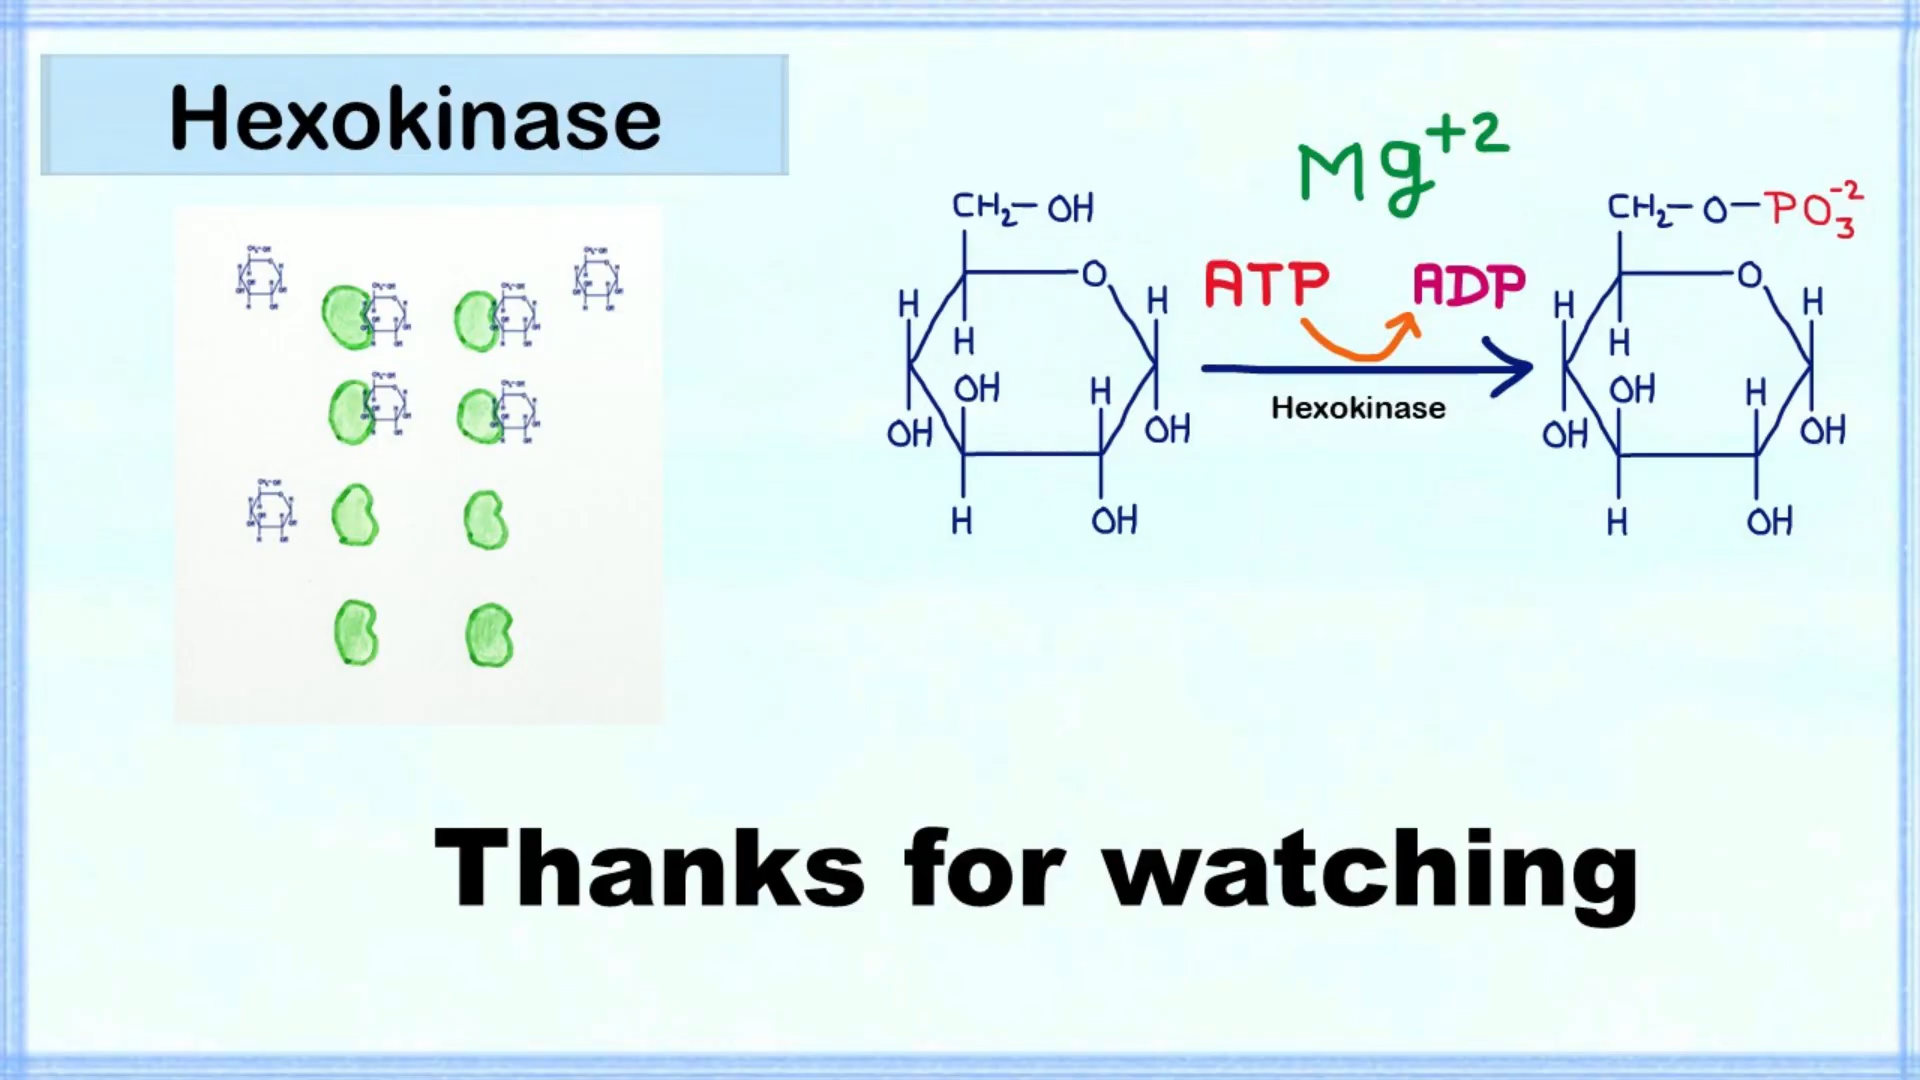 Hexokinase
Mg+2
CH2-OH
CH2-O-PO3-2
O
O
ATP
ADP
H
H
H
H
H
H
OH
H
OH
H
Hexokinase
OH
OH
OH
OH
H
OH
H
OH
Thanks for watching